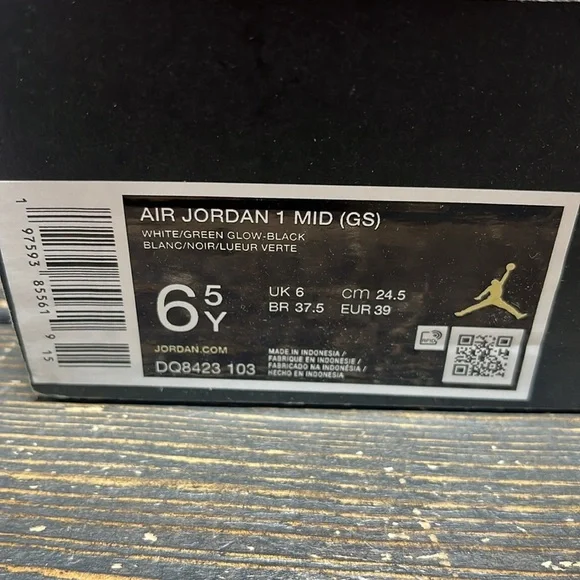 AIR JORDAN 1 MID (GS)
WHITE/GREEN GLOW-BLACK
BLANC/NOIR/LUEUR VERTE
6 5 Y
UK 6 cm 24.5
BR 37.5 EUR 39
JORDAN.COM
DQ8423 103
MADE IN INDONESIA /
FABRIQUE EN INDONESIE /
FABRICADO NA INDONÉSIA /
HECHO EN INDONESIA
RFID
1 97593 85561 9 15